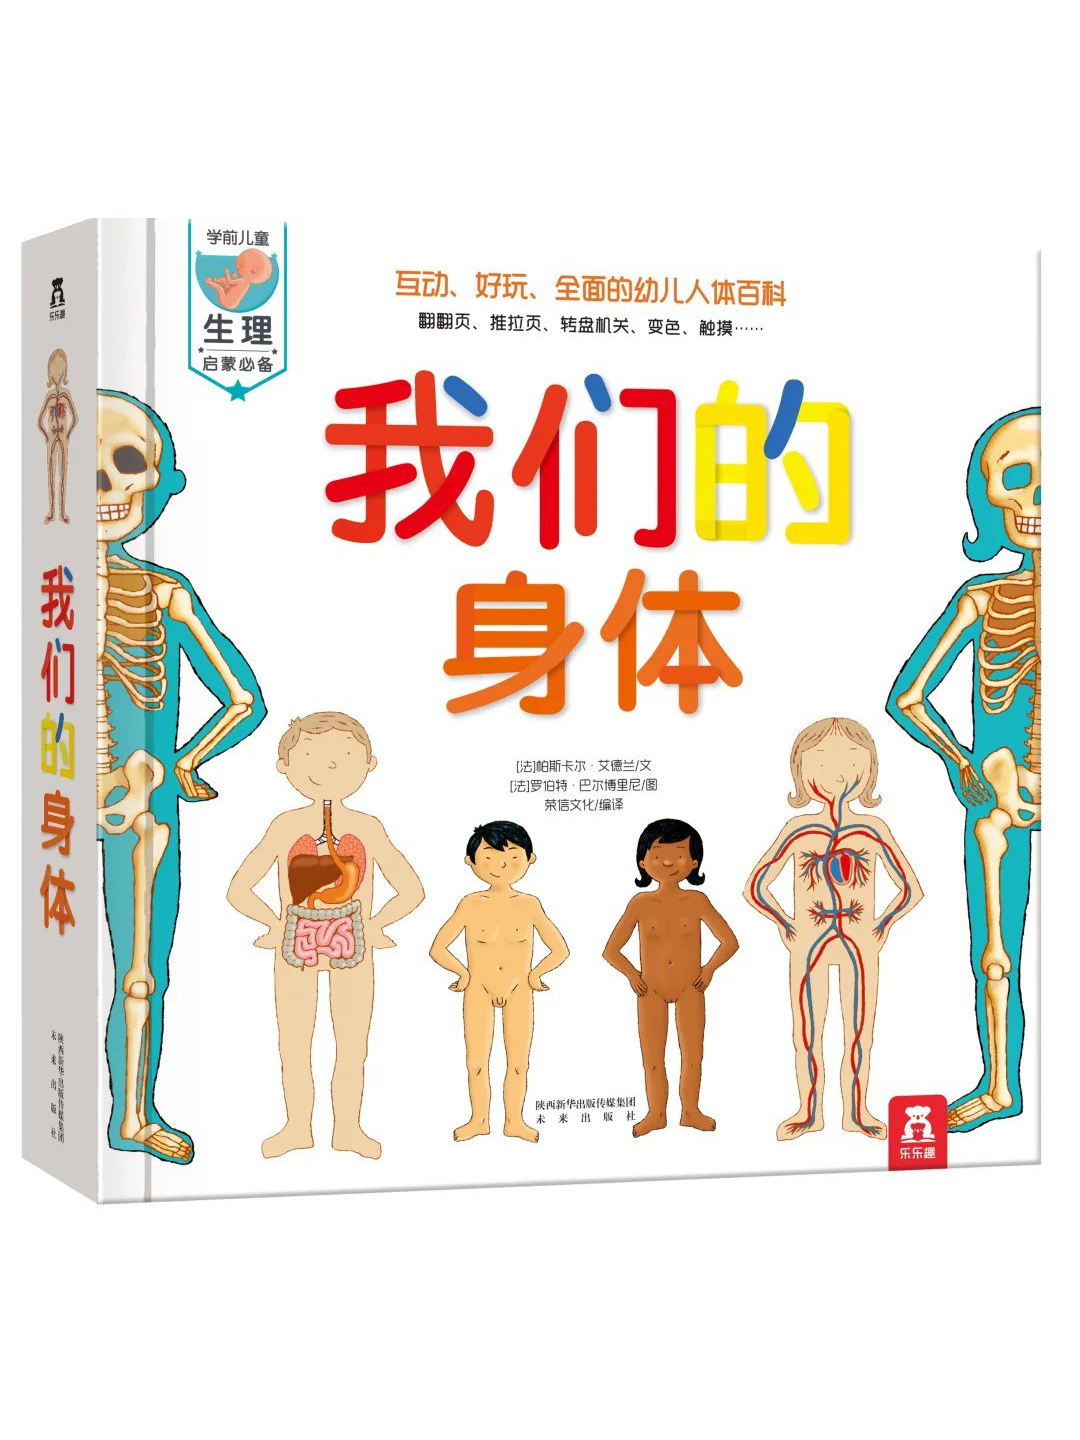 学前儿童
生理
启蒙必备
互动、好玩、全面的幼儿人体百科
翻翻页、推拉页、转盘机关、变色、触摸……
我们的
身体
[法]帕斯卡尔·艾德兰/文
[法]罗伯特·巴尔博里尼/图
荣信文化/编译
陕西新华出版传媒集团
未来出版社
乐乐趣
乐乐趣
我们的身体
陕西新华出版传媒集团
未来出版社